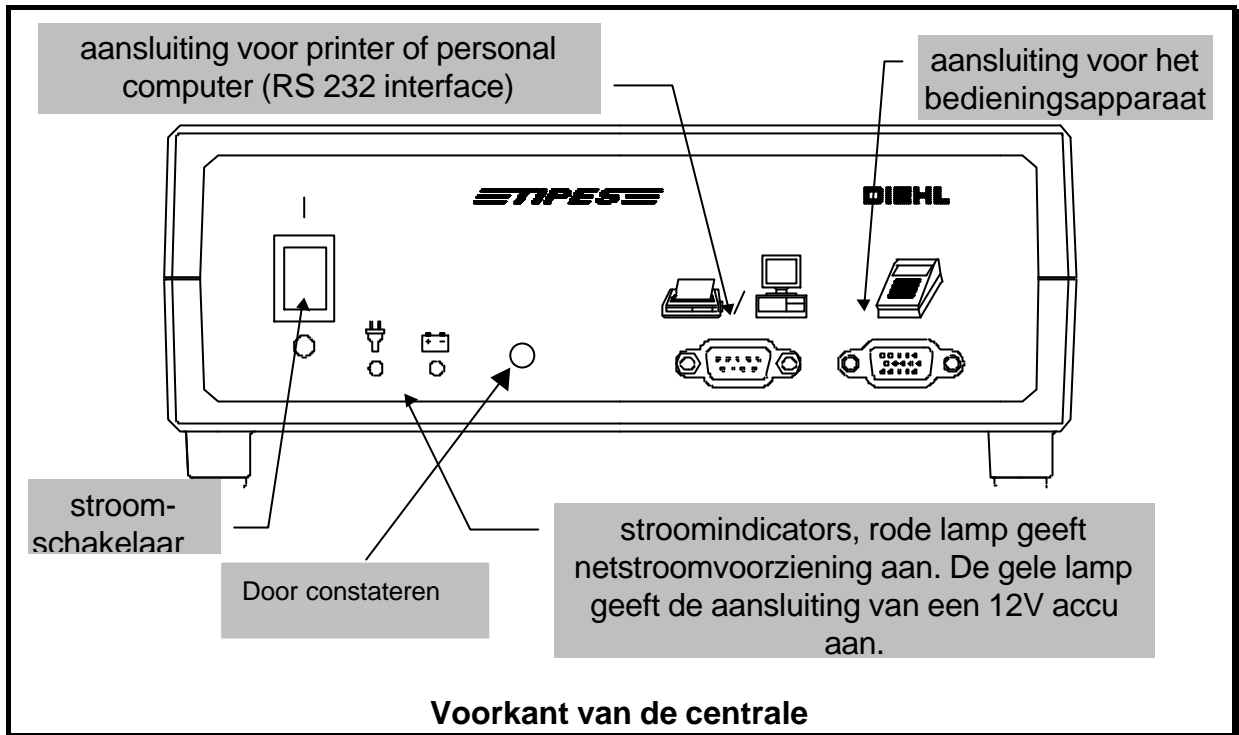 aansluiting voor printer of personal
computer (RS 232 interface)
aansluiting voor het
bedieningsapparaat
TIPES
DIEHL
stroom-
schakelaar
Door constateren
stroomindicators, rode lamp geeft
netstroomvoorziening aan. De gele lamp
geeft de aansluiting van een 12V accu
aan.
Voorkant van de centrale